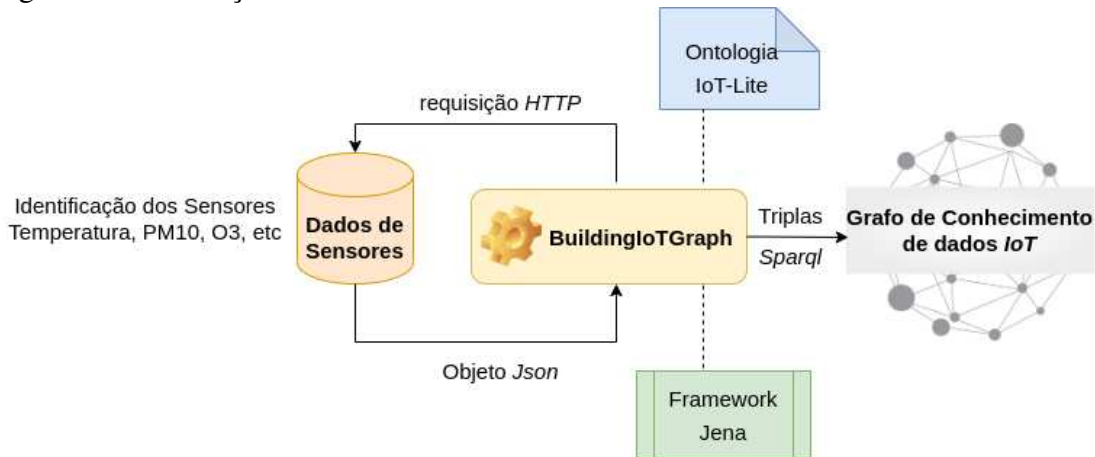 Ontologia
IoT-Lite
requisição HTTP
Identificação dos Sensores
Temperatura, PM10, O3, etc
Dados de
Sensores
BuildingIoTGraph
Triplas
Sparql
Grafo de Conhecimento
de dados IoT
Objeto Json
Framework
Jena